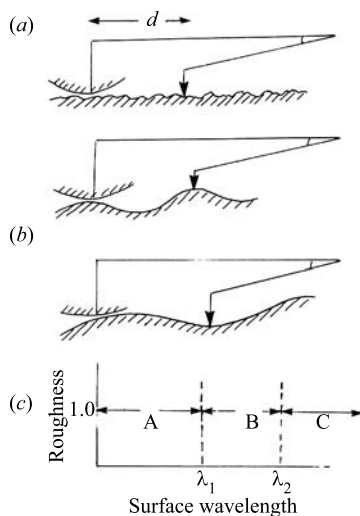 (a)
d
(b)
(c)
Roughness
1.0
A
B
C
λ1
λ2
Surface wavelength